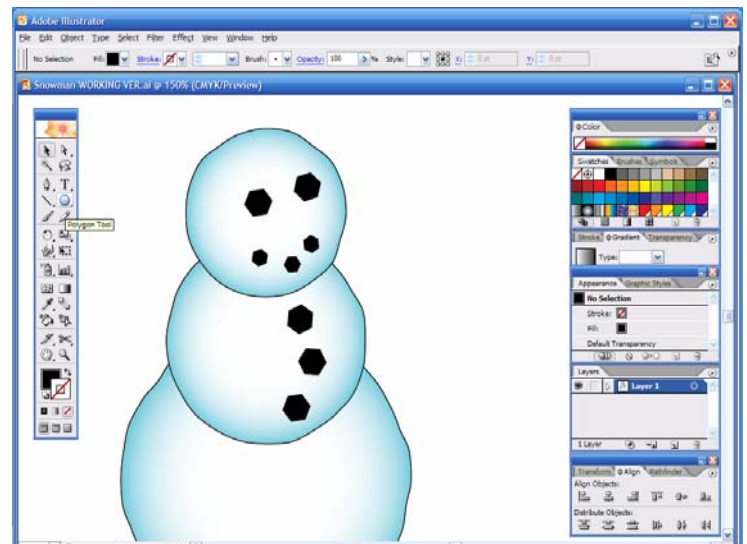 Adobe Illustrator
File Edit Object Type Select Filter Effect View Window Help
No Selection Fill: Stroke: Brush: Opacity: 100 % Style: X: Y:
Snowman WORKING VER.ai @ 150% (CMYK/Preview)
Polygon Tool
Color
Swatches Brushes Symbols
Stroke Gradient Transparency
Type:
Appearance Graphic Styles
No Selection
Stroke:
Fill:
Default Transparency
Layers
Layer 1
1 Layer
Transform Align Pathfinder
Align Objects:
Distribute Objects: